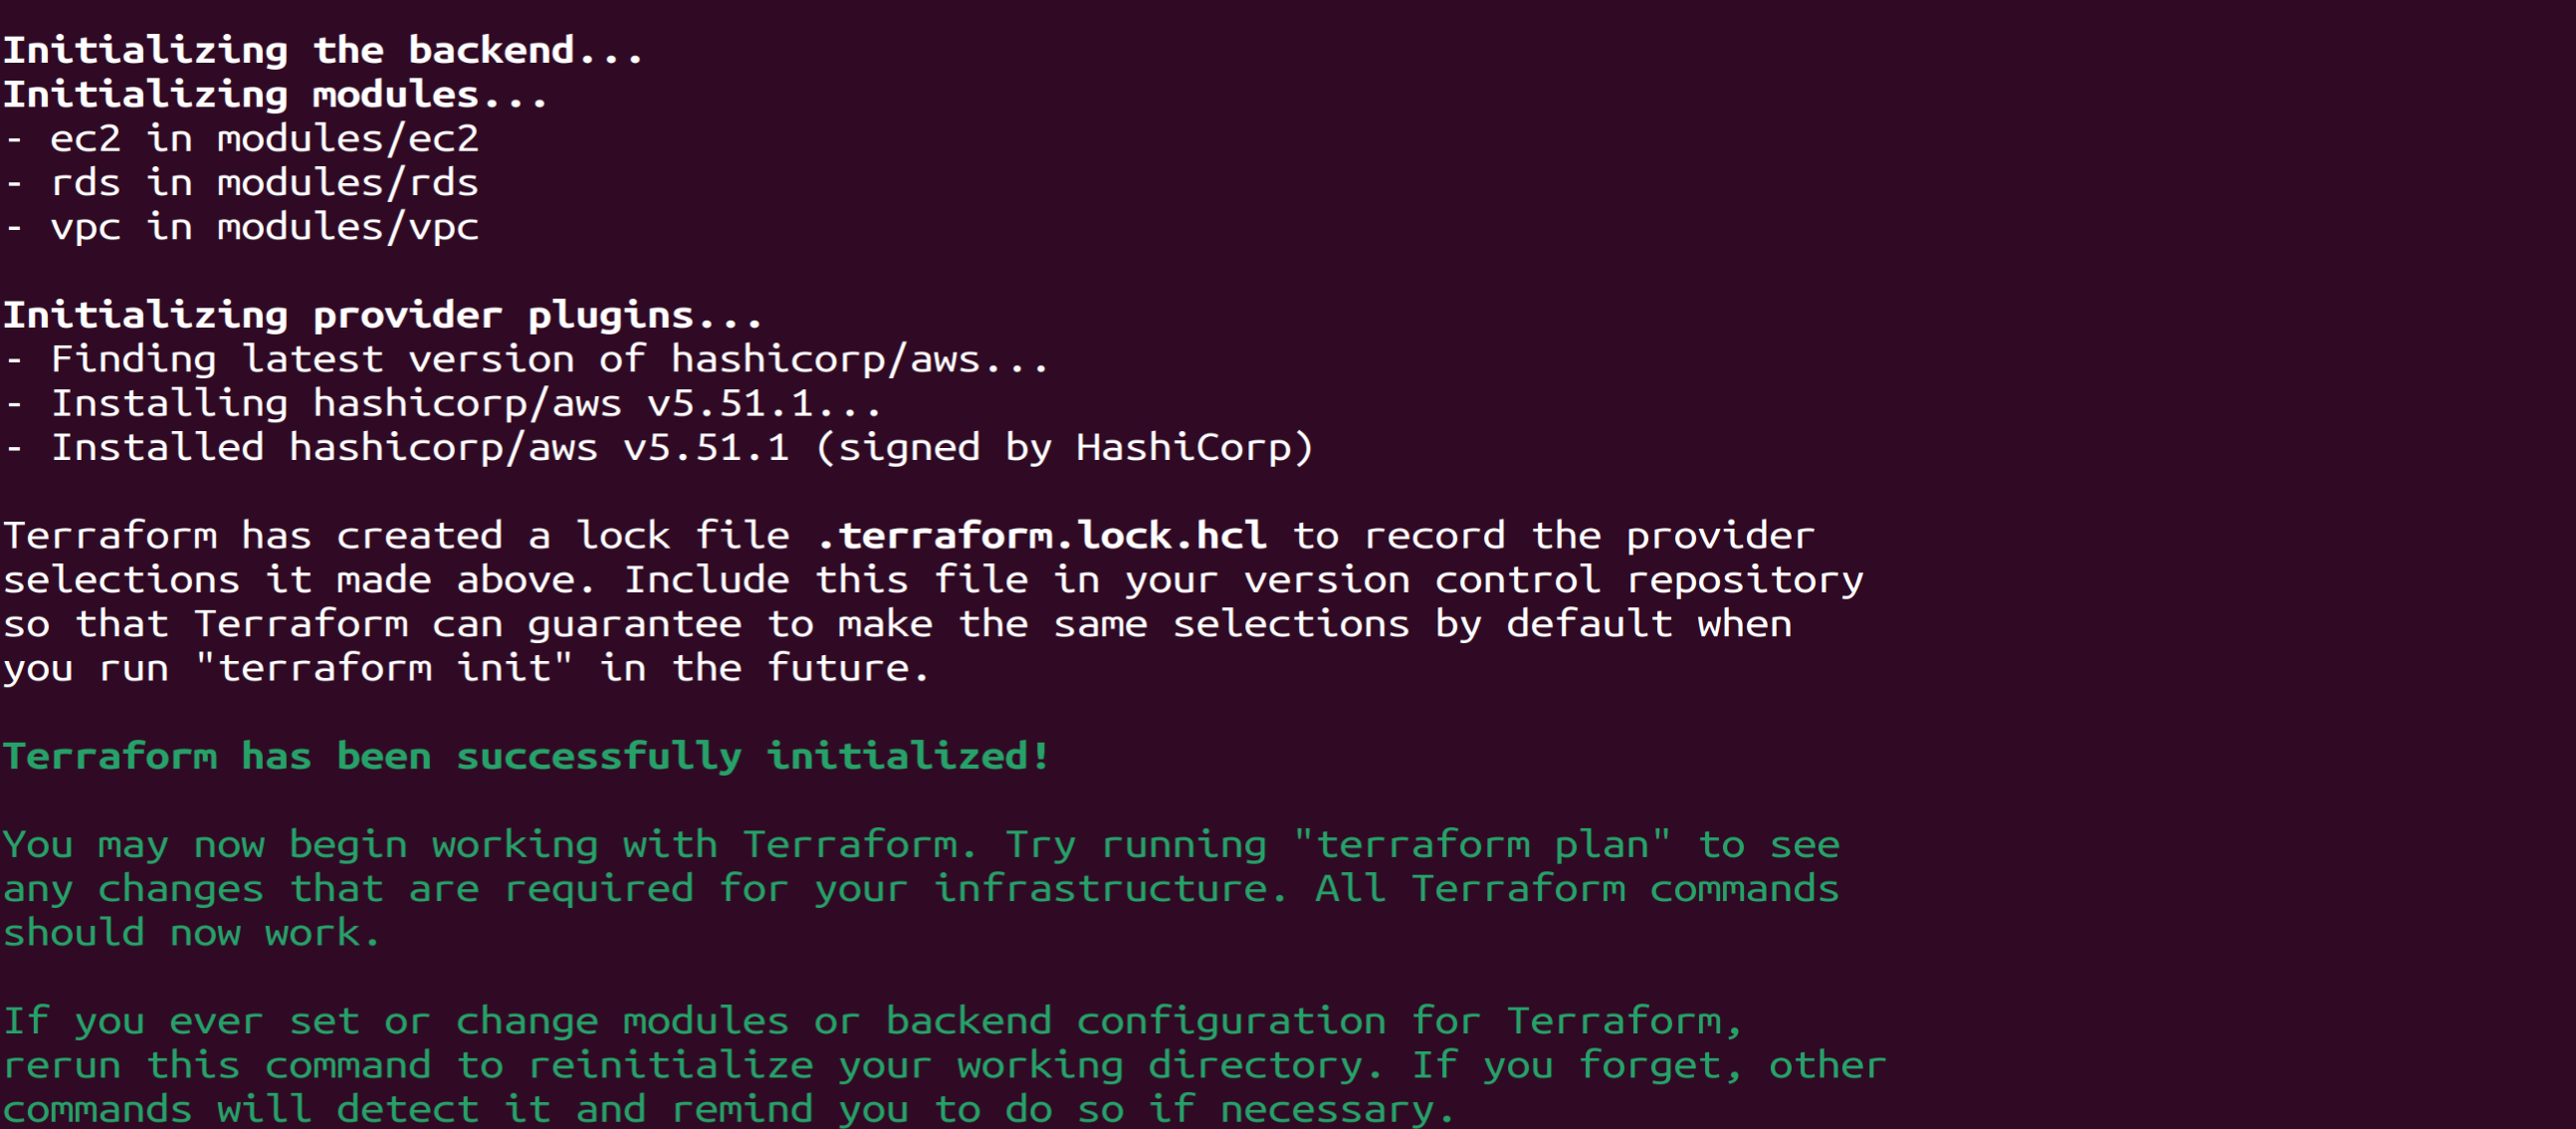 Initializing the backend...
Initializing modules...
- ec2 in modules/ec2
- rds in modules/rds
- vpc in modules/vpc
Initializing provider plugins...
- Finding latest version of hashicorp/aws...
- Installing hashicorp/aws v5.51.1...
- Installed hashicorp/aws v5.51.1 (signed by HashiCorp)
Terraform has created a lock file .terraform.lock.hcl to record the provider
selections it made above. Include this file in your version control repository
so that Terraform can guarantee to make the same selections by default when
you run "terraform init" in the future.
Terraform has been successfully initialized!
You may now begin working with Terraform. Try running "terraform plan" to see
any changes that are required for your infrastructure. All Terraform commands
should now work.
If you ever set or change modules or backend configuration for Terraform,
rerun this command to reinitialize your working directory. If you forget, other
commands will detect it and remind you to do so if necessary.